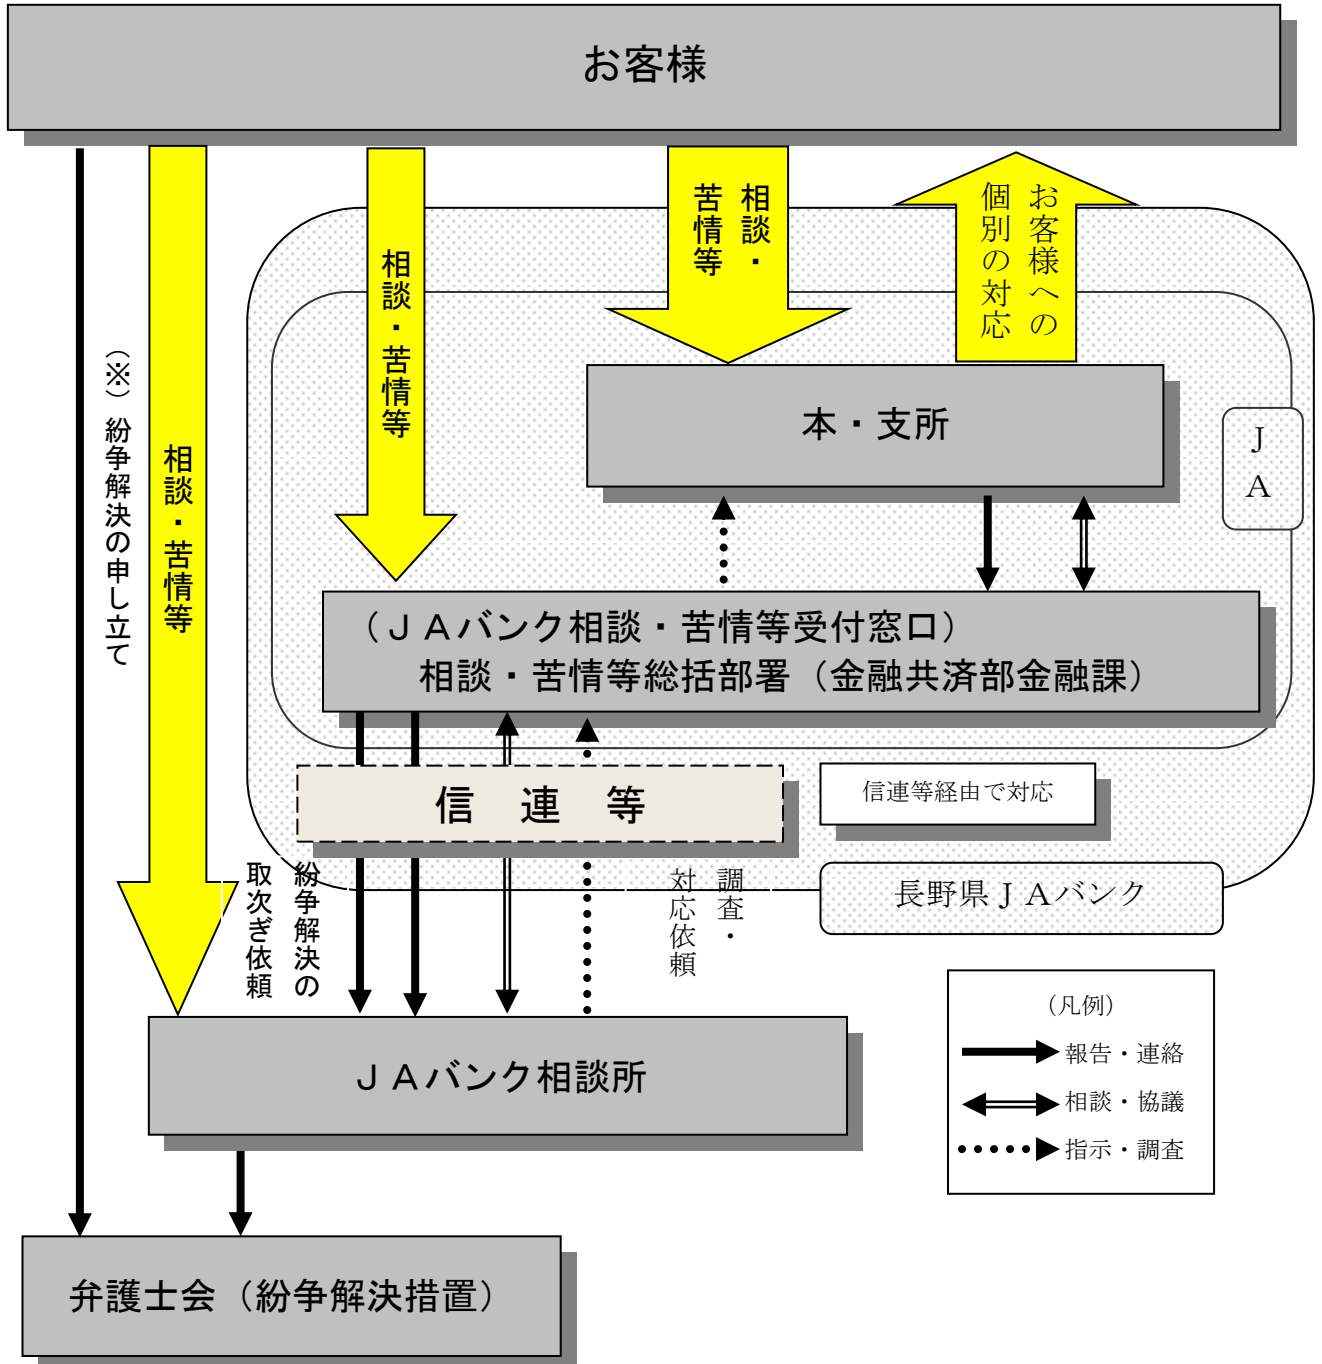 お客様
相談・
苦情等
お客様への
個別の対応
相談・苦情等
相談・苦情等
（※）紛争解決の申し立て
本・支所
ＪＡ
（ＪＡバンク相談・苦情等受付窓口）
相談・苦情等総括部署（金融共済部金融課）
信　連　等
信連等経由で対応
長野県ＪＡバンク
紛争解決の
取次ぎ依頼
調査・
対応依頼
ＪＡバンク相談所
（凡例）
報告・連絡
相談・協議
指示・調査
弁護士会（紛争解決措置）